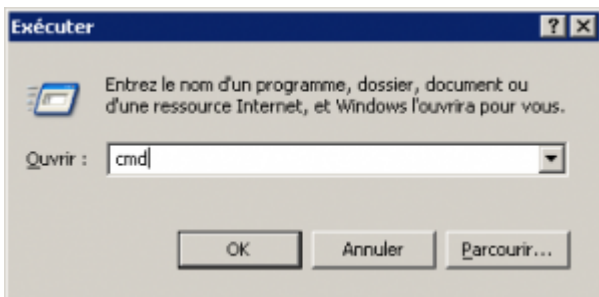 Exécuter
Entrez le nom d'un programme, dossier, document ou
d'une ressource Internet, et Windows l'ouvrira pour vous.
Ouvrir : cmd
OK Annuler Parcourir...